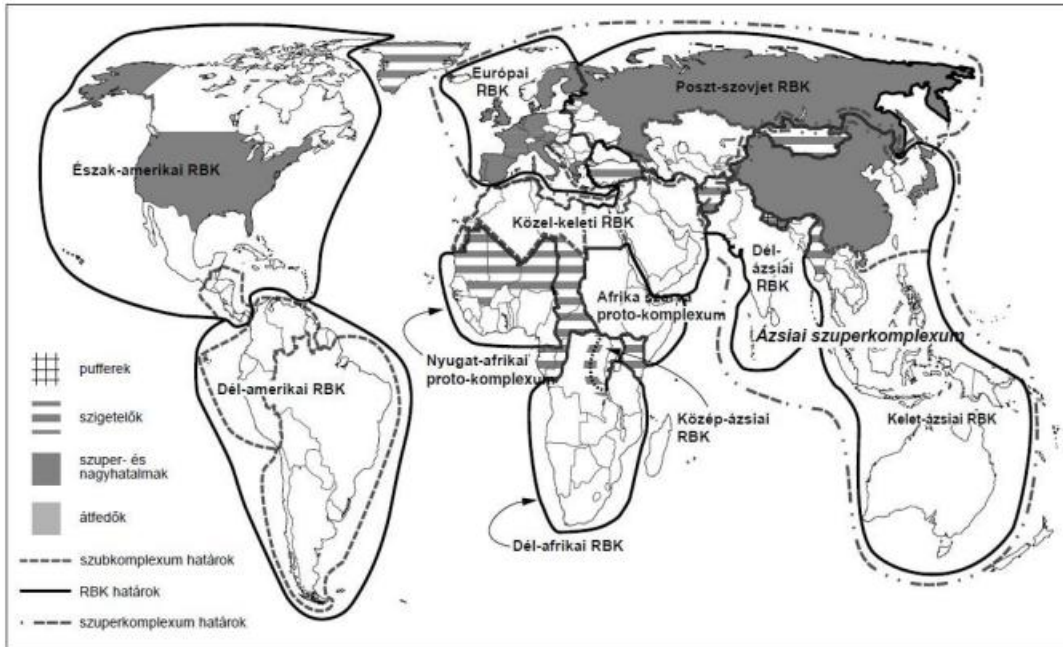 Európai
RBK
Poszt-szovjet RBK
Észak-amerikai RBK
Közel-keleti RBK
Dél-
ázsiai
RBK
Afrika szarva
proto-komplexum
Ázsiai szuperkomplexum
Nyugat-afrikai
proto-komplexum
Dél-amerikai RBK
Közép-ázsiai
RBK
Kelet-ázsiai RBK
Dél-afrikai RBK
pufferek
szigetelők
szuper- és
nagyhatalmak
átfedők
szubkomplexum határok
RBK határok
szuperkomplexum határok